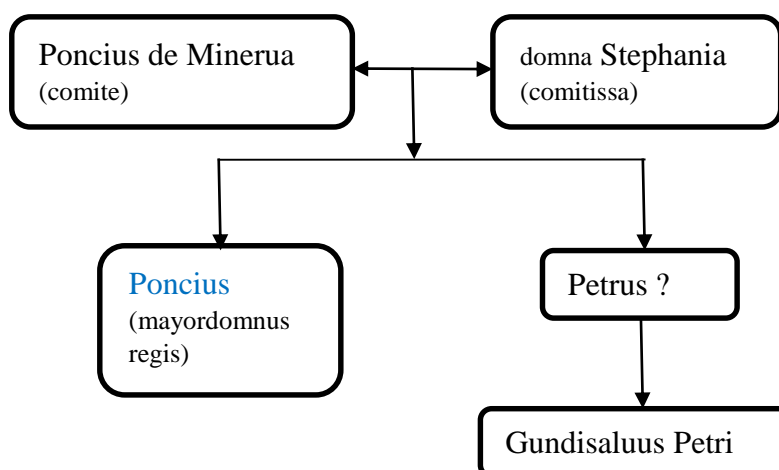 Poncius de Minerua
(comite)
domna Stephania
(comitissa)
Poncius
(mayordomnus
regis)
Petrus ?
Gundisaluus Petri